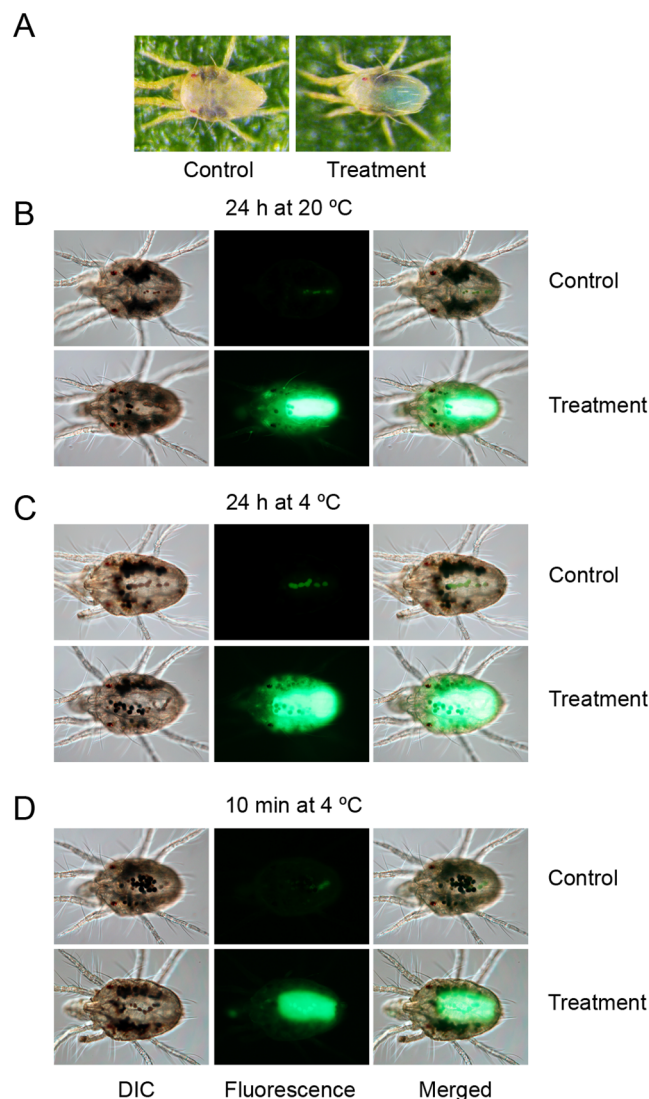 A
Control
Treatment
B
24 h at 20 ºC
Control
Treatment
C
24 h at 4 ºC
Control
Treatment
D
10 min at 4 ºC
Control
Treatment
DIC
Fluorescence
Merged